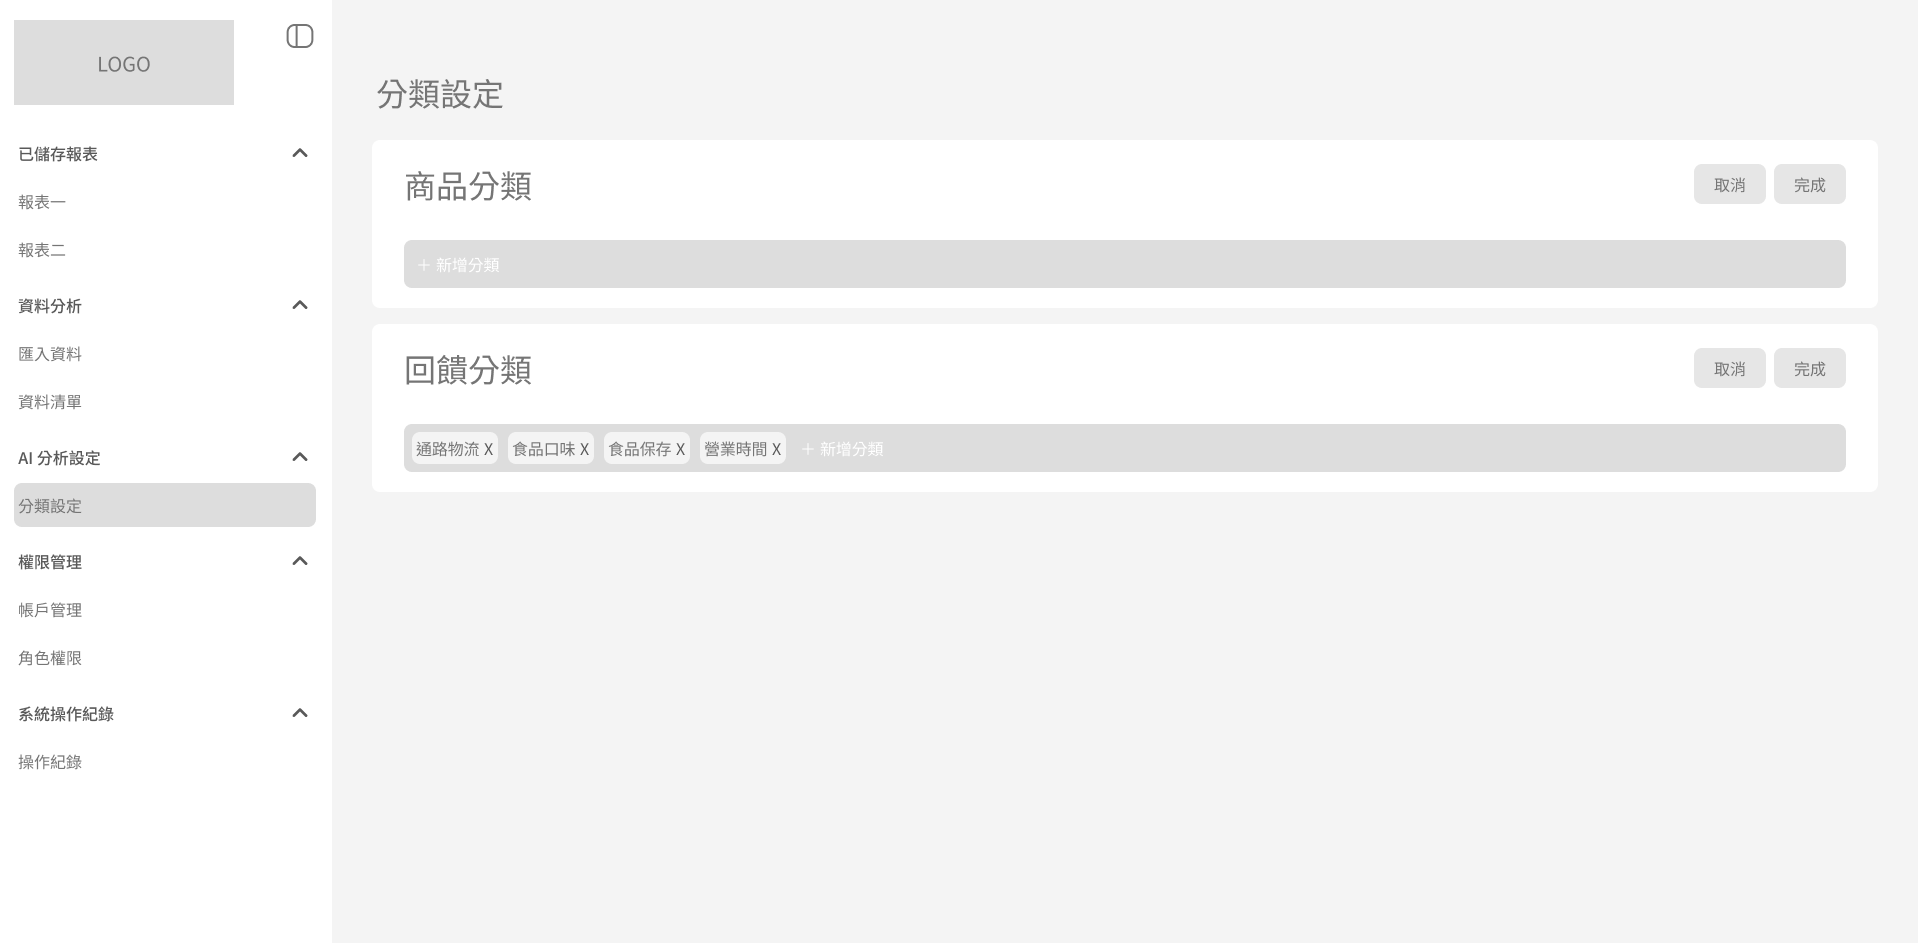 LOGO
已儲存報表
報表一
報表二
資料分析
匯入資料
資料清單
AI 分析設定
分類設定
權限管理
帳戶管理
角色權限
系統操作紀錄
操作紀錄
分類設定
商品分類
取消 完成
+ 新增分類
回饋分類
取消 完成
通路物流 X 食品口味 X 食品保存 X 營業時間 X + 新增分類